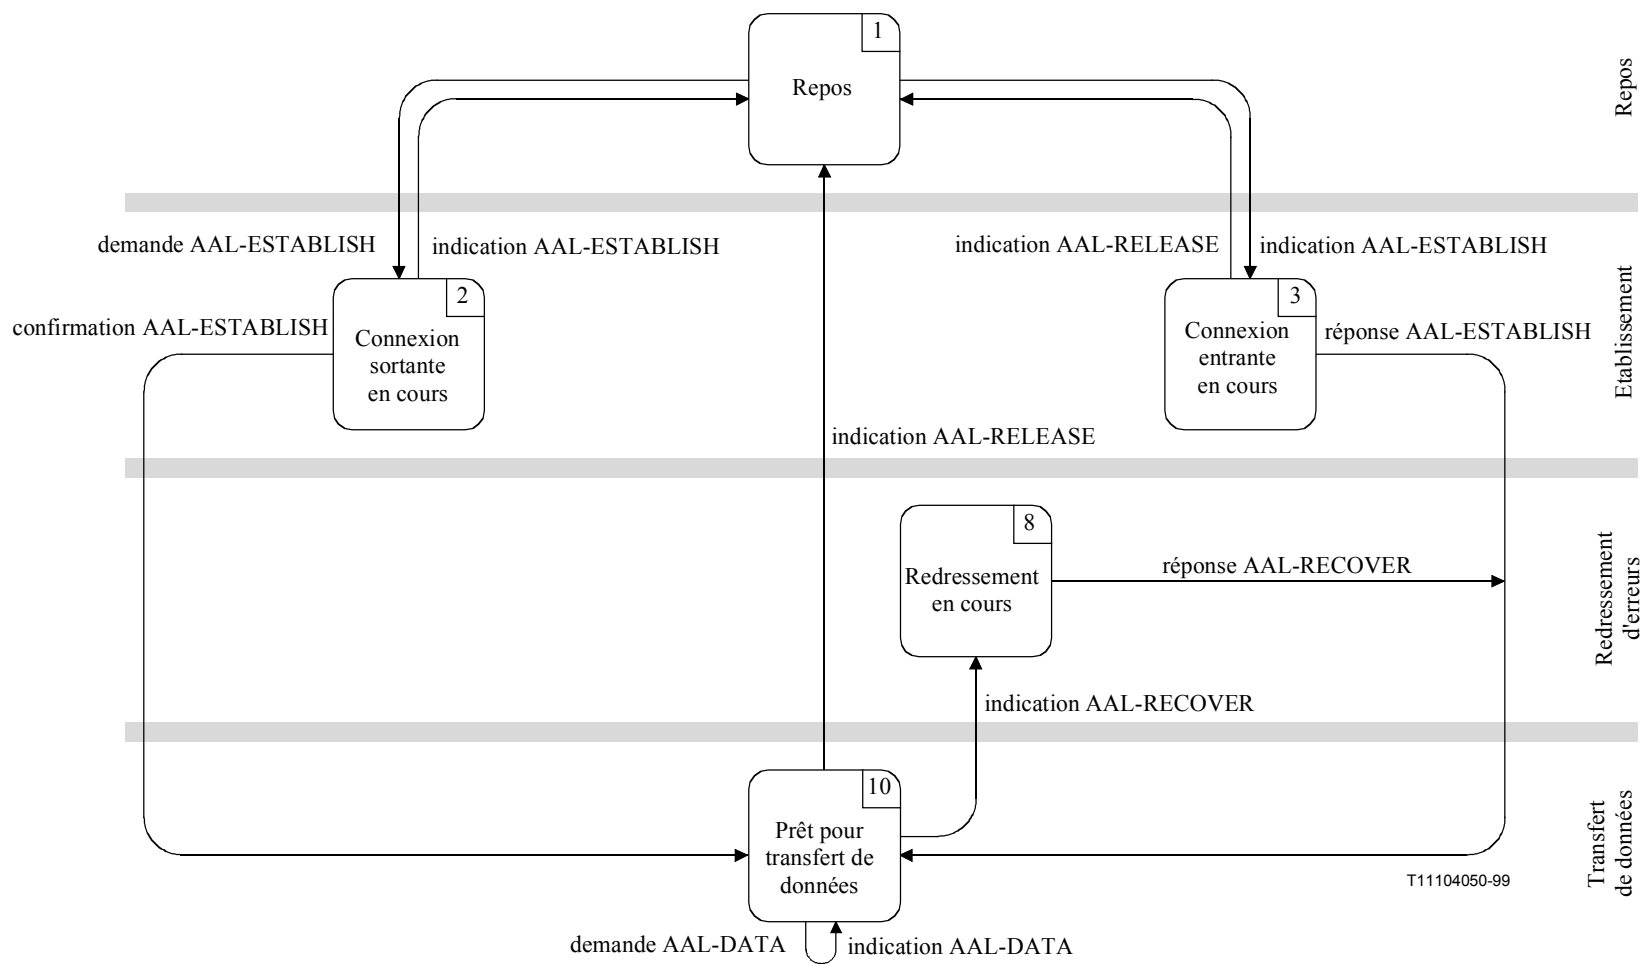 1
Repos
Repos
demande AAL-ESTABLISH
indication AAL-ESTABLISH
indication AAL-RELEASE
indication AAL-ESTABLISH
2
Connexion
sortante
en cours
confirmation AAL-ESTABLISH
3
Connexion
entrante
en cours
réponse AAL-ESTABLISH
Etablissement
indication AAL-RELEASE
8
Redressement
en cours
réponse AAL-RECOVER
Redressement
d'erreurs
indication AAL-RECOVER
10
Prêt pour
transfert de
données
Transfert
de données
T11104050-99
demande AAL-DATA
indication AAL-DATA